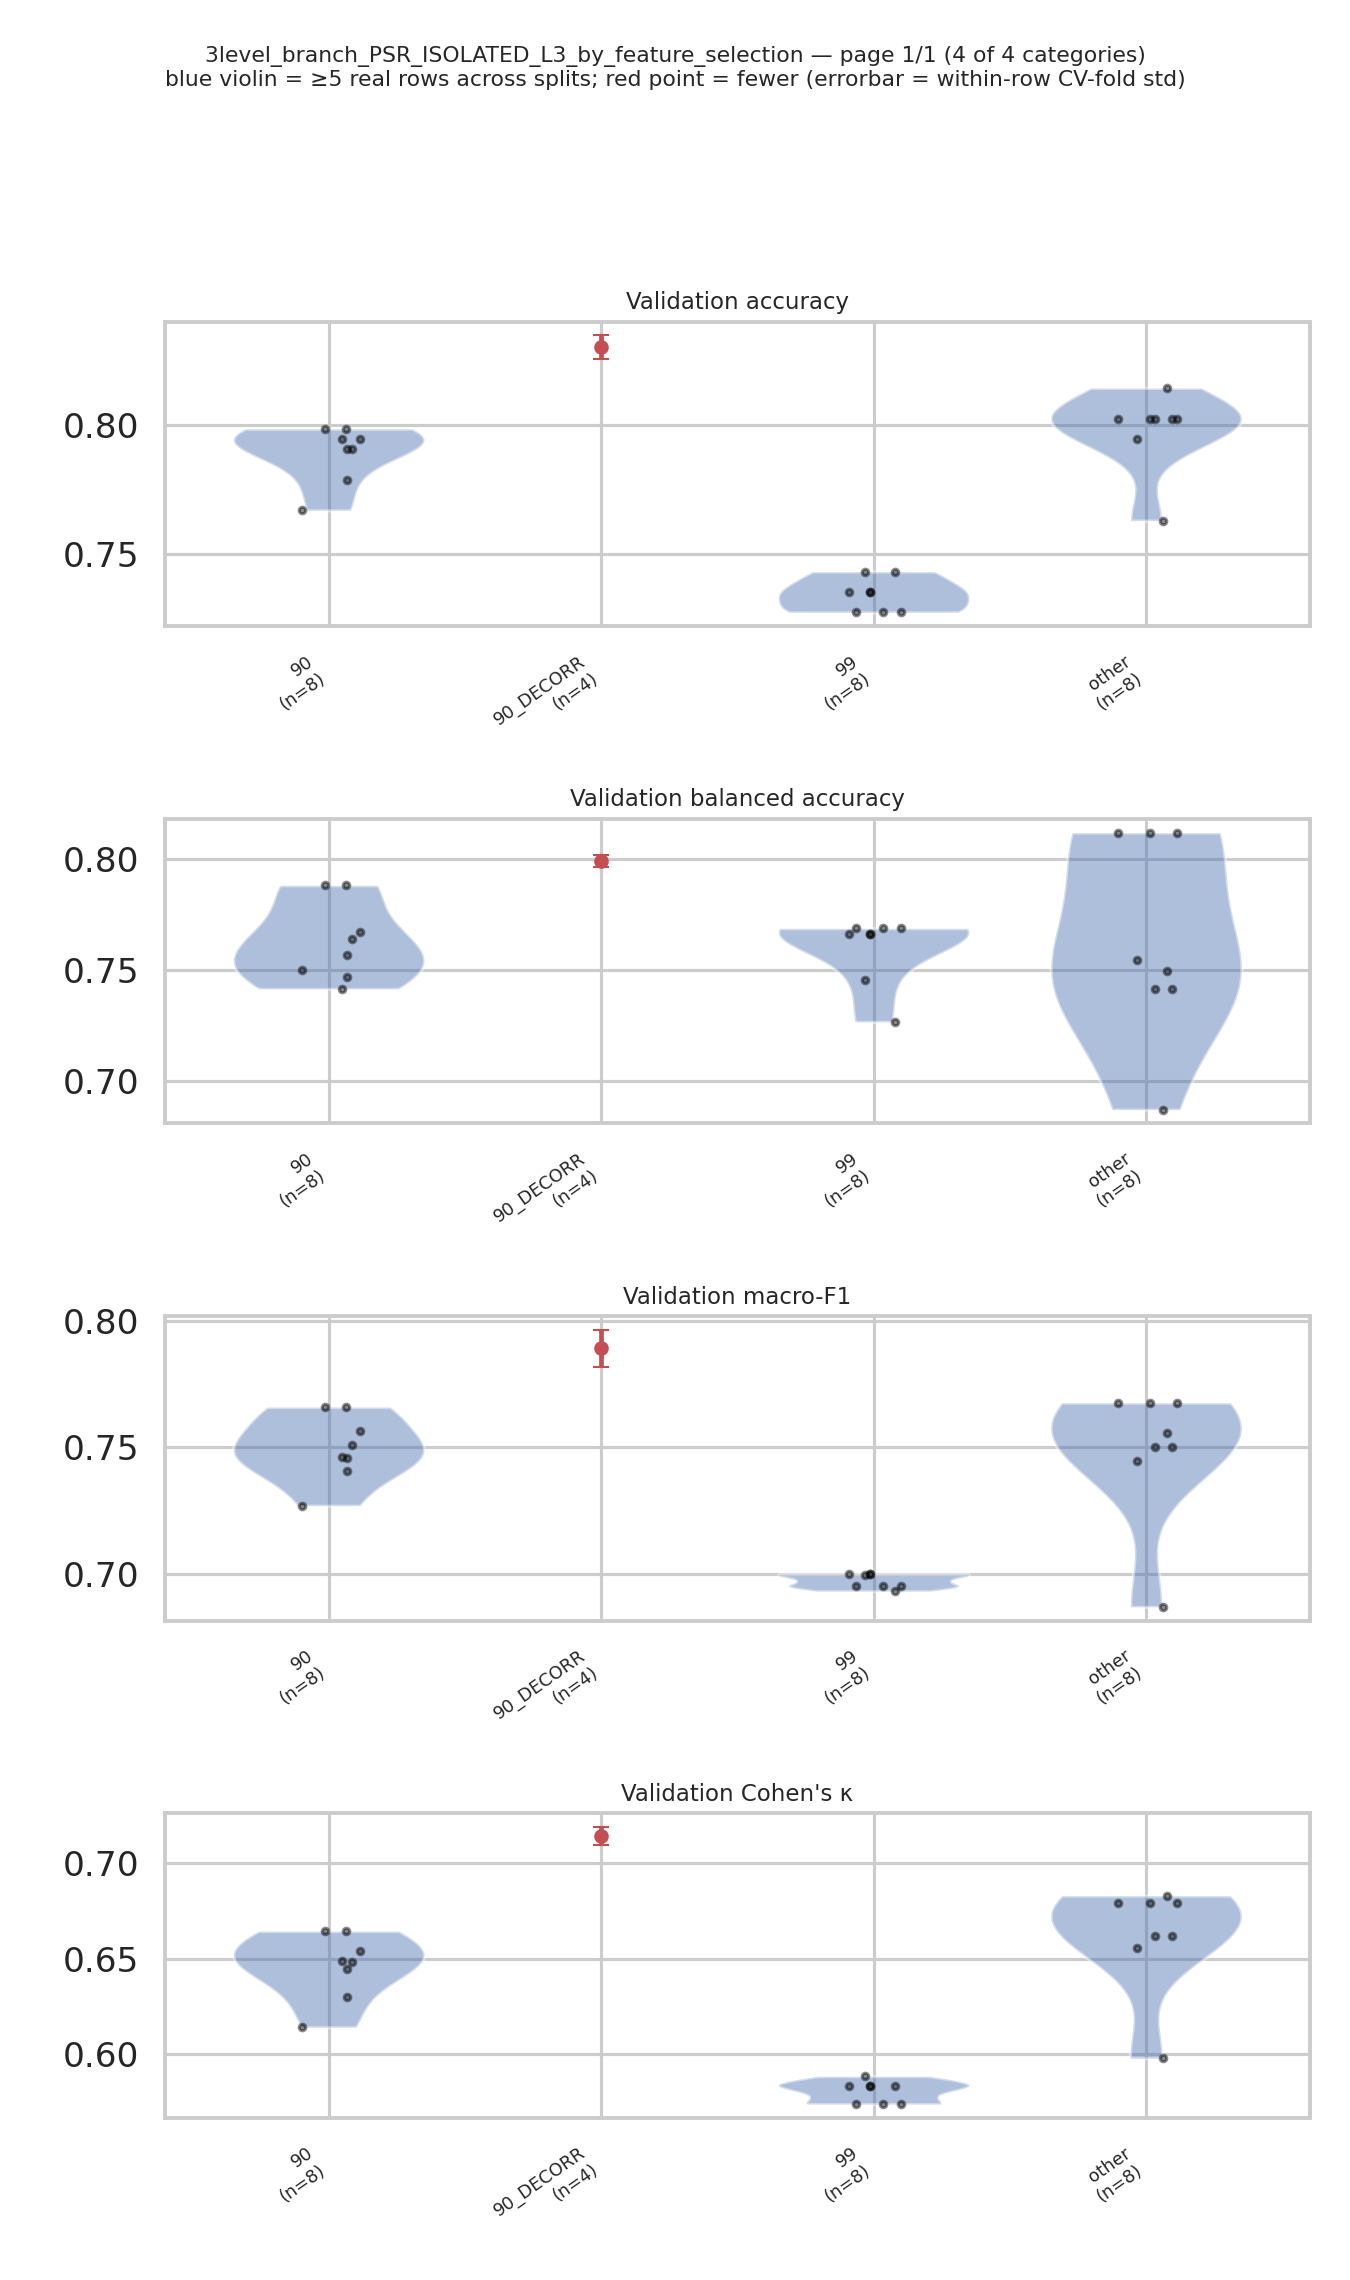 3level_branch_PSR_ISOLATED_L3_by_feature_selection — page 1/1 (4 of 4 categories)
blue violin = ≥5 real rows across splits; red point = fewer (errorbar = within-row CV-fold std)
Validation accuracy
0.80
0.75
90
(n=8)
90_DECORR
(n=4)
99
(n=8)
other
(n=8)
Validation balanced accuracy
0.80
0.75
0.70
90
(n=8)
90_DECORR
(n=4)
99
(n=8)
other
(n=8)
Validation macro-F1
0.80
0.75
0.70
90
(n=8)
90_DECORR
(n=4)
99
(n=8)
other
(n=8)
Validation Cohen's κ
0.70
0.65
0.60
90
(n=8)
90_DECORR
(n=4)
99
(n=8)
other
(n=8)